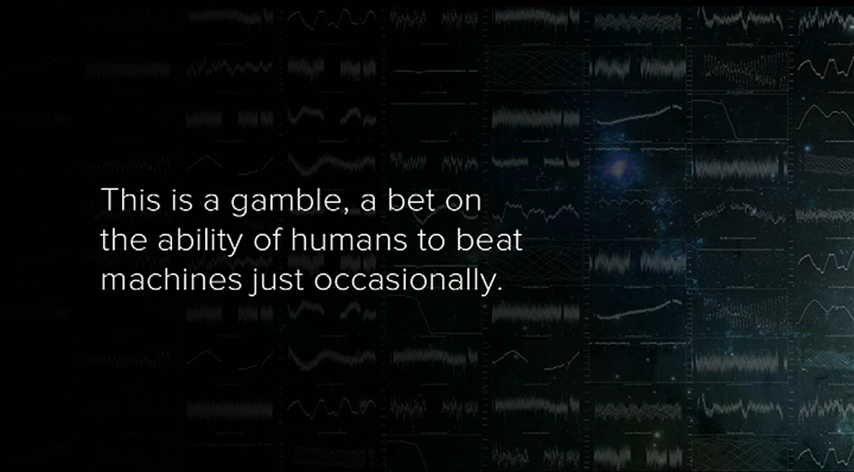 This is a gamble, a bet on
the ability of humans to beat
machines just occasionally.